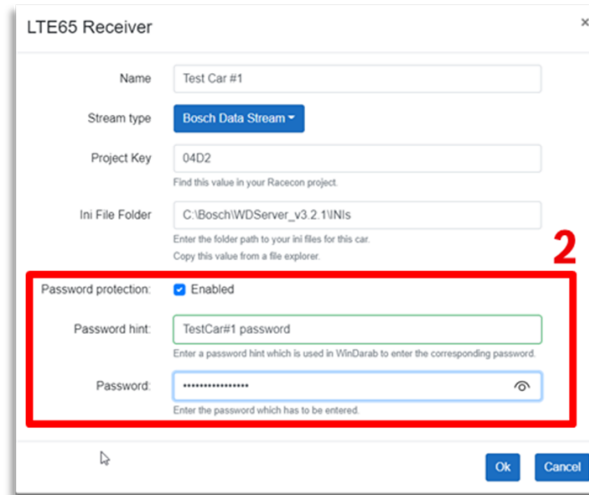 LTE65 Receiver
×
Name Test Car #1
Stream type Bosch Data Stream
Project Key 04D2
Find this value in your Racecon project.
Ini File Folder C:\Bosch\WDServer_v3.2.1\INIs
Enter the folder path to your ini files for this car.
Copy this value from a file explorer.
2
Password protection: Enabled
Password hint: TestCar#1 password
Enter a password hint which is used in WinDarab to enter the corresponding password.
Password: ••••••••••••••••
Enter the password which has to be entered.
Ok Cancel